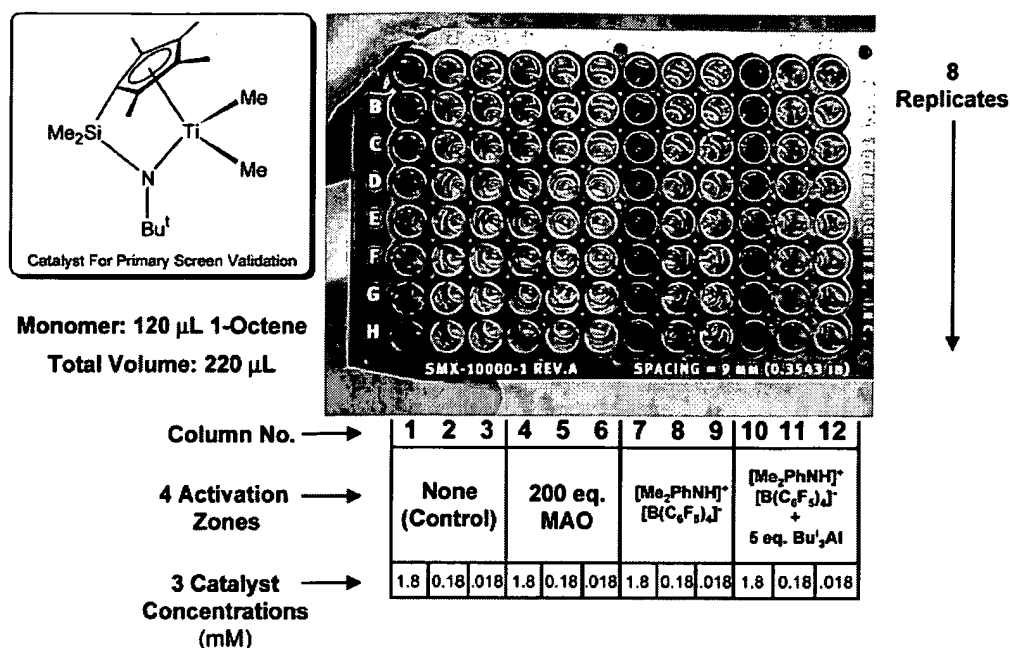 Me
Me₂Si
Ti
Me
N
Buᵗ
Catalyst For Primary Screen Validation
Monomer: 120 μL 1-Octene
Total Volume: 220 μL
B
C
D
E
F
G
H
SMX-10000-1 REV.A SPACING = 9 mm (0.3543 in)
8
Replicates
Column No. 1 2 3 4 5 6 7 8 9 10 11 12
4 Activation
Zones
None
(Control)
200 eq.
MAO
[Me₂PhNH]⁺
[B(C₆F₅)₄]⁻
[Me₂PhNH]⁺
[B(C₆F₅)₄]⁻
+
5 eq. Buⁱ₃Al
3 Catalyst
Concentrations
(mM)
1.8 0.18 .018 1.8 0.18 .018 1.8 0.18 .018 1.8 0.18 .018